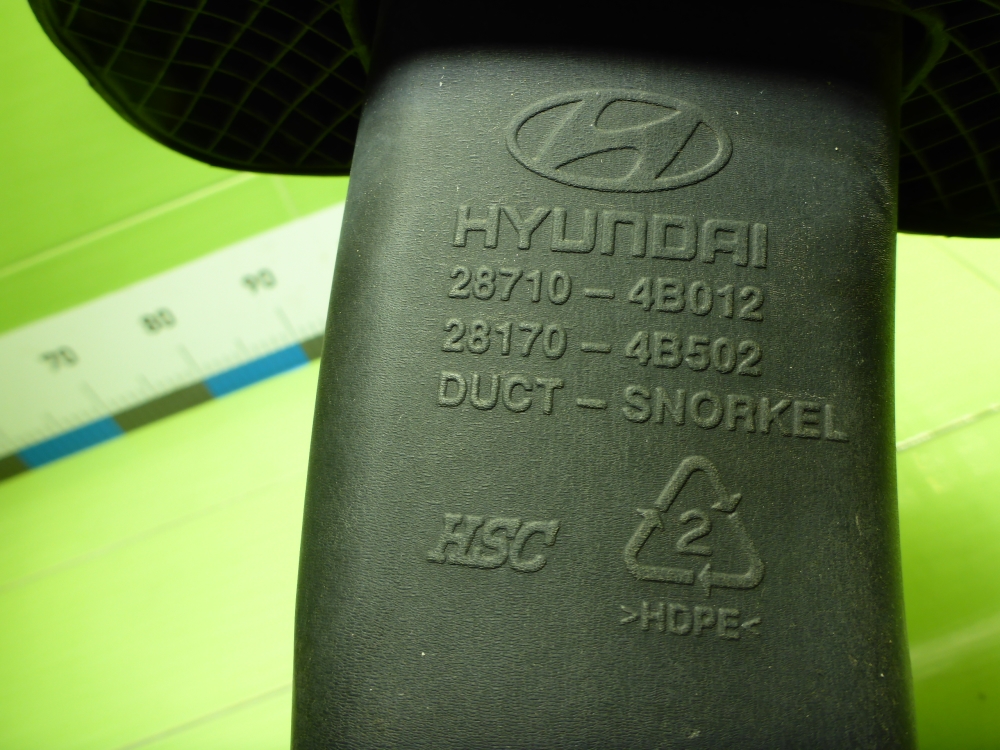 HYUNDAI
28710 - 4B012
28170 - 4B502
DUCT - SNORKEL
HSC
2
>HDPE<
70 80 90